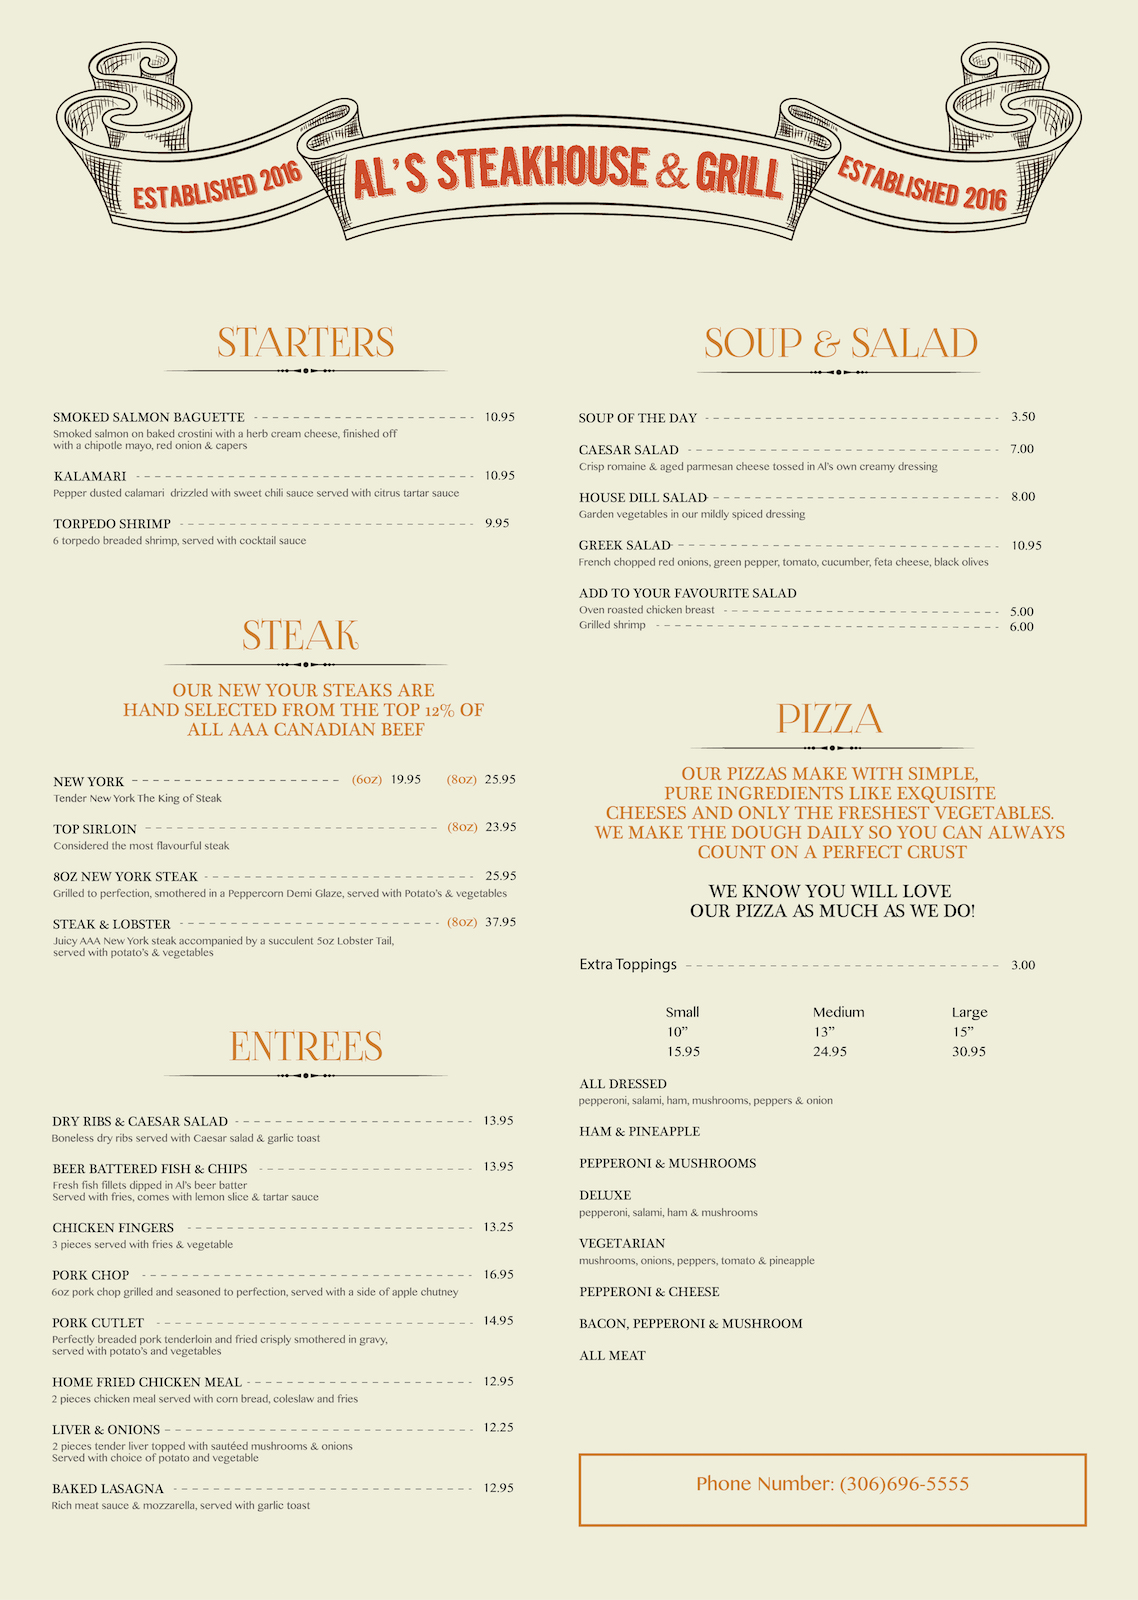 ESTABLISHED 2016
AL'S STEAKHOUSE & GRILL
ESTABLISHED 2016
STARTERS
SMOKED SALMON BAGUETTE 10.95
Smoked salmon on baked crostini with a herb cream cheese, finished off
with a chipotle mayo, red onion & capers
KALAMARI 10.95
Pepper dusted calamari drizzled with sweet chili sauce served with citrus tartar sauce
TORPEDO SHRIMP 9.95
6 torpedo breaded shrimp, served with cocktail sauce
STEAK
OUR NEW YOUR STEAKS ARE
HAND SELECTED FROM THE TOP 12% OF
ALL AAA CANADIAN BEEF
NEW YORK (6oz) 19.95 (8oz) 25.95
Tender New York The King of Steak
TOP SIRLOIN (8oz) 23.95
Considered the most flavourful steak
8OZ NEW YORK STEAK 25.95
Grilled to perfection, smothered in a Peppercorn Demi Glaze, served with Potato's & vegetables
STEAK & LOBSTER (8oz) 37.95
Juicy AAA New York steak accompanied by a succulent 5oz Lobster Tail,
served with potato's & vegetables
ENTREES
DRY RIBS & CAESAR SALAD 13.95
Boneless dry ribs served with Caesar salad & garlic toast
BEER BATTERED FISH & CHIPS 13.95
Fresh fish fillets dipped in Al's beer batter
Served with fries, comes with lemon slice & tartar sauce
CHICKEN FINGERS 13.25
3 pieces served with fries & vegetable
PORK CHOP 16.95
6oz pork chop grilled and seasoned to perfection, served with a side of apple chutney
PORK CUTLET 14.95
Perfectly breaded pork tenderloin and fried crisply smothered in gravy,
served with potato's and vegetables
HOME FRIED CHICKEN MEAL 12.95
2 pieces chicken meal served with corn bread, coleslaw and fries
LIVER & ONIONS 12.25
2 pieces tender liver topped with sautéed mushrooms & onions
Served with choice of potato and vegetable
BAKED LASAGNA 12.95
Rich meat sauce & mozzarella, served with garlic toast
SOUP & SALAD
SOUP OF THE DAY 3.50
CAESAR SALAD 7.00
Crisp romaine & aged parmesan cheese tossed in Al's own creamy dressing
HOUSE DILL SALAD 8.00
Garden vegetables in our mildly spiced dressing
GREEK SALAD 10.95
French chopped red onions, green pepper, tomato, cucumber, feta cheese, black olives
ADD TO YOUR FAVOURITE SALAD
Oven roasted chicken breast 5.00
Grilled shrimp 6.00
PIZZA
OUR PIZZAS MAKE WITH SIMPLE,
PURE INGREDIENTS LIKE EXQUISITE
CHEESES AND ONLY THE FRESHEST VEGETABLES.
WE MAKE THE DOUGH DAILY SO YOU CAN ALWAYS
COUNT ON A PERFECT CRUST
WE KNOW YOU WILL LOVE
OUR PIZZA AS MUCH AS WE DO!
Extra Toppings 3.00
Small Medium Large
10” 13” 15”
15.95 24.95 30.95
ALL DRESSED
pepperoni, salami, ham, mushrooms, peppers & onion
HAM & PINEAPPLE
PEPPERONI & MUSHROOMS
DELUXE
pepperoni, salami, ham & mushrooms
VEGETARIAN
mushrooms, onions, peppers, tomato & pineapple
PEPPERONI & CHEESE
BACON, PEPPERONI & MUSHROOM
ALL MEAT
Phone Number: (306)696-5555